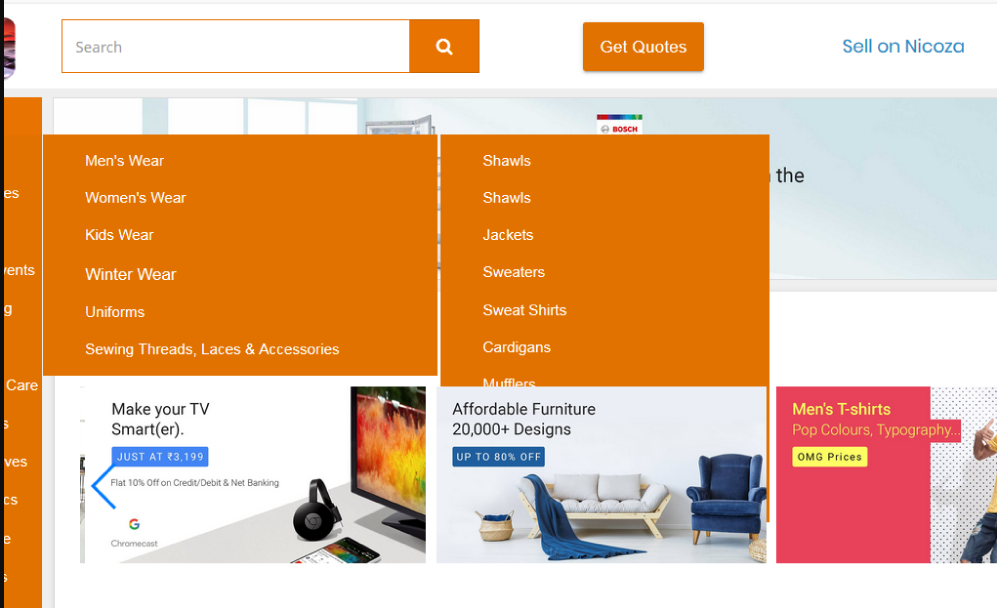 Search
Get Quotes
Sell on Nicoza
BOSCH
the
es
vents
g
Care
s
ves
cs
e
s
Men's Wear
Women's Wear
Kids Wear
Winter Wear
Uniforms
Sewing Threads, Laces & Accessories
Shawls
Shawls
Jackets
Sweaters
Sweat Shirts
Cardigans
Mufflers
Make your TV
Smart(er).
JUST AT ₹3,199
Flat 10% Off on Credit/Debit & Net Banking
G
Chromecast
Affordable Furniture
20,000+ Designs
UP TO 80% OFF
Men's T-shirts
Pop Colours, Typography...
OMG Prices